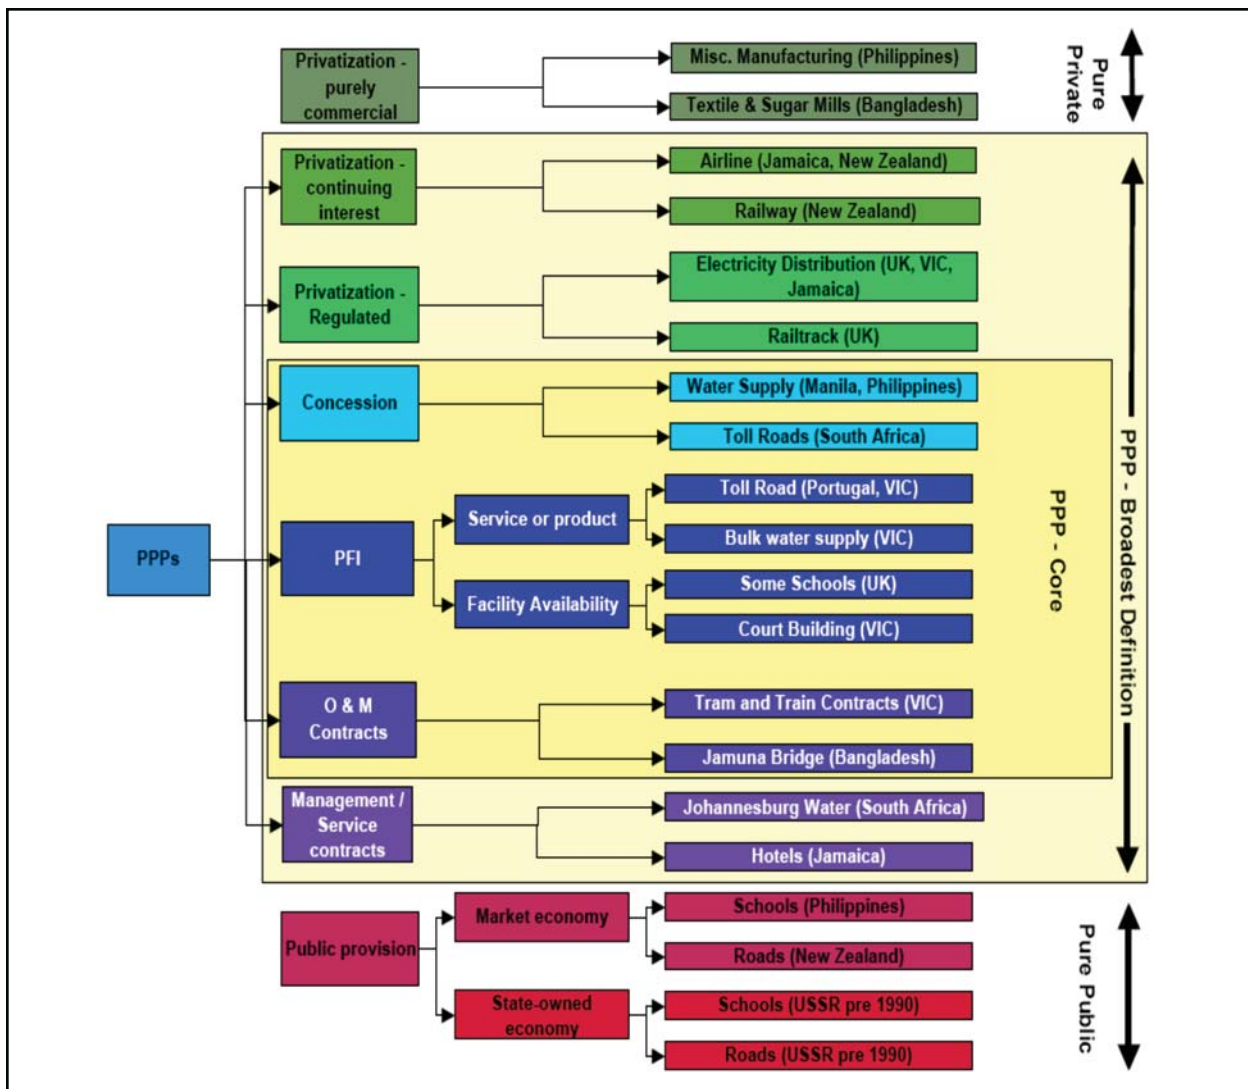 Privatization -
purely
commercial
Misc. Manufacturing (Philippines)
Textile & Sugar Mills (Bangladesh)
Pure
Private
Privatization -
continuing
interest
Airline (Jamaica, New Zealand)
Railway (New Zealand)
Privatization -
Regulated
Electricity Distribution (UK, VIC,
Jamaica)
Railtrack (UK)
Concession
Water Supply (Manila, Philippines)
Toll Roads (South Africa)
PPPs
PFI
Service or product
Toll Road (Portugal, VIC)
Bulk water supply (VIC)
Facility Availability
Some Schools (UK)
Court Building (VIC)
O & M
Contracts
Tram and Train Contracts (VIC)
Jamuna Bridge (Bangladesh)
PPP - Core
Management /
Service
contracts
Johannesburg Water (South Africa)
Hotels (Jamaica)
PPP - Broadest Definition
Public provision
Market economy
Schools (Philippines)
Roads (New Zealand)
State-owned
economy
Schools (USSR pre 1990)
Roads (USSR pre 1990)
Pure Public